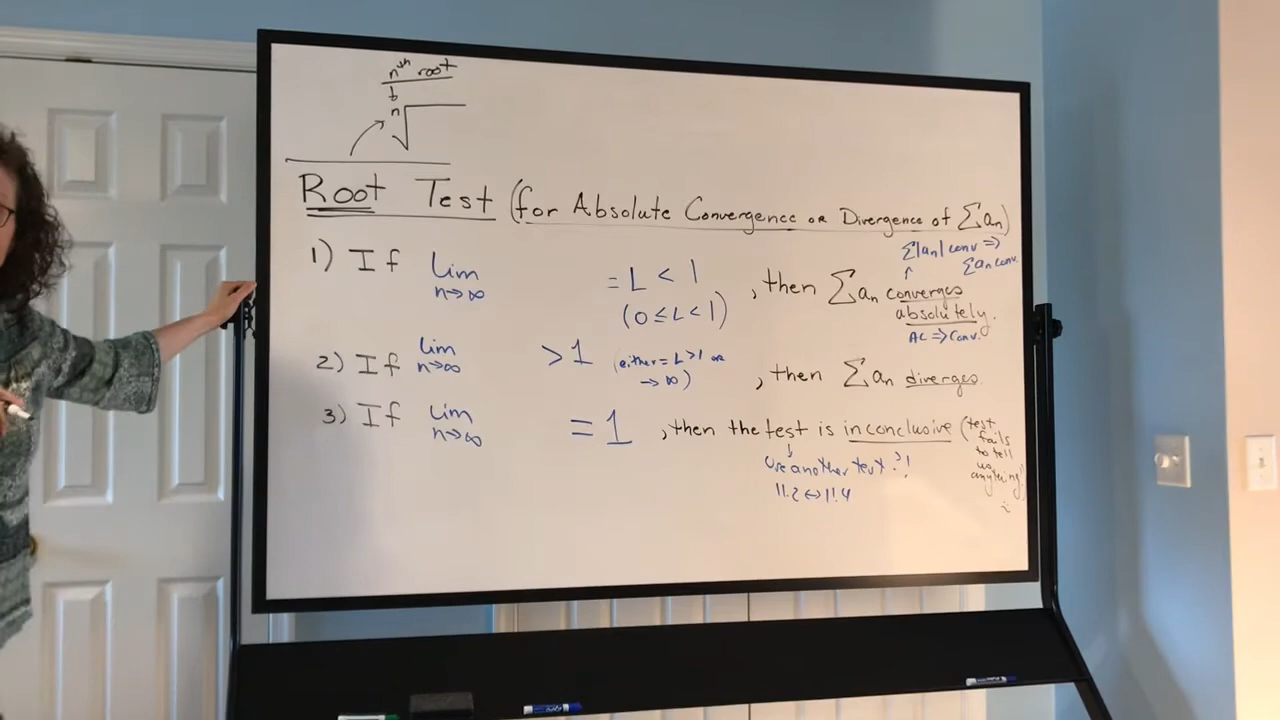 nth root
n√
Root Test (for Absolute Convergence or Divergence of Σan)
1) If lim n→∞ = L < 1 , then Σan converges absolutely.
(0 ≤ L < 1)
Σ|an| conv ⇒ Σan conv.
AC ⇒ Conv.
2) If lim n→∞ > 1 (either = L > 1 or → ∞) , then Σan diverges.
3) If lim n→∞ = 1 , then the test is inconclusive (test fails to tell us anything!)
Use another test?!
11.2 ↔ 11.4